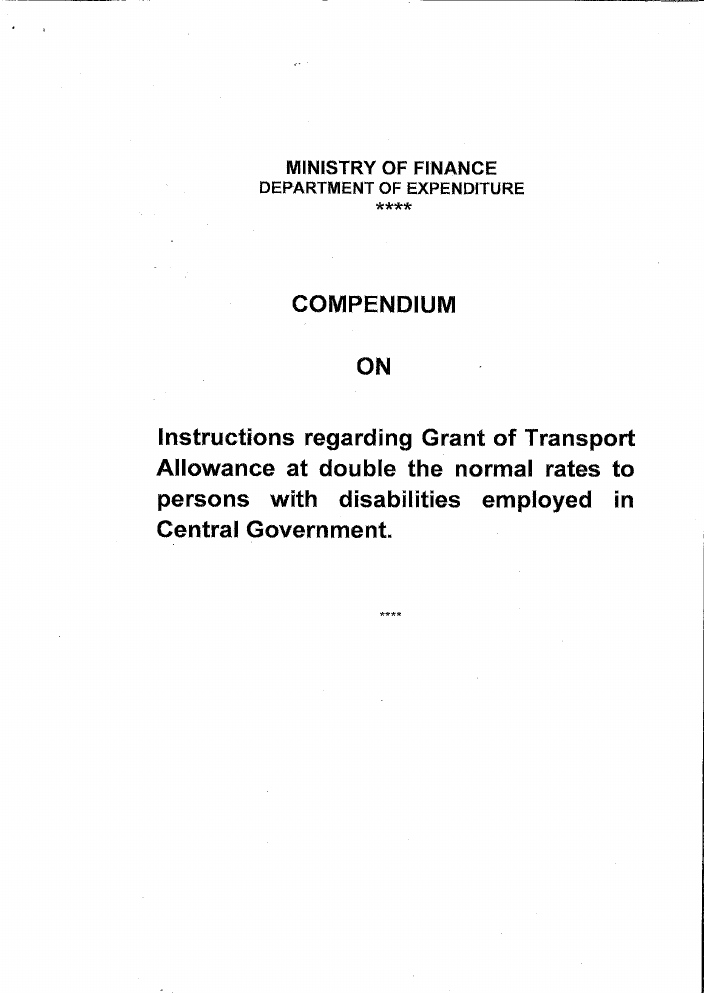 MINISTRY OF FINANCE
DEPARTMENT OF EXPENDITURE
****
COMPENDIUM
ON
Instructions regarding Grant of Transport
Allowance at double the normal rates to
persons with disabilities employed in
Central Government.
****